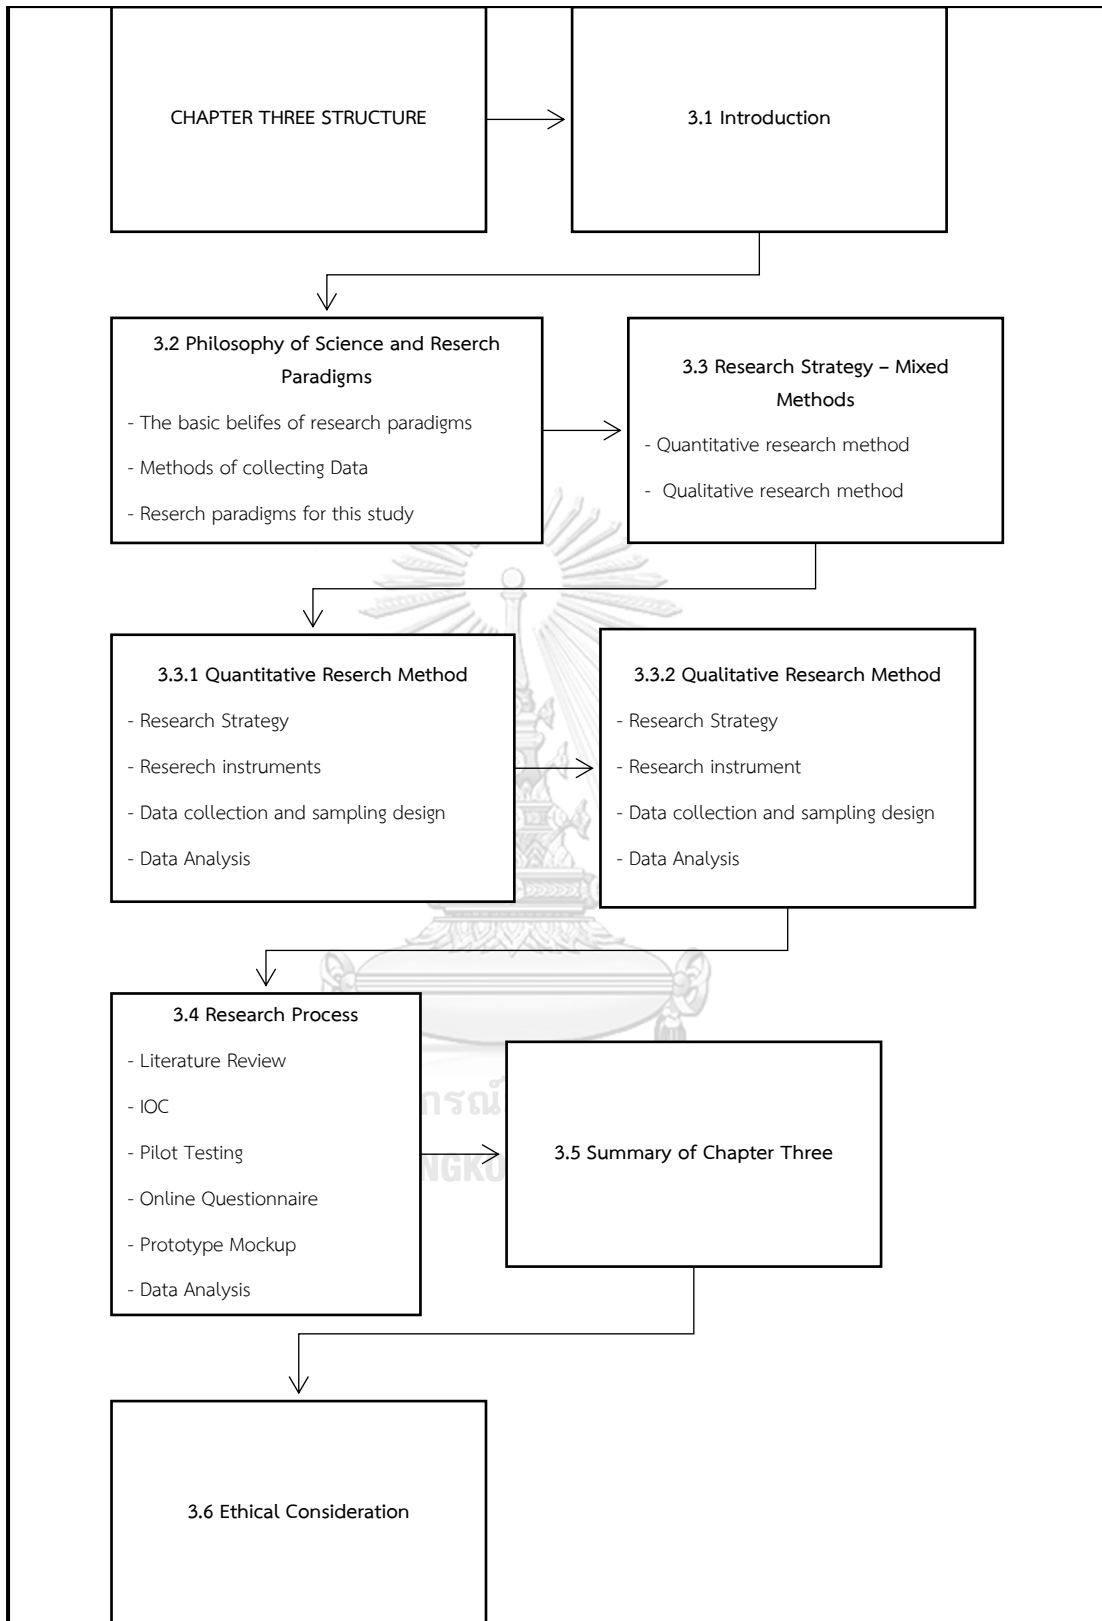 CHAPTER THREE STRUCTURE
3.1 Introduction
3.2 Philosophy of Science and Reserch
Paradigms
- The basic belifes of research paradigms
- Methods of collecting Data
- Reserch paradigms for this study
3.3 Research Strategy – Mixed
Methods
- Quantitative research method
- Qualitative research method
3.3.1 Quantitative Reserch Method
- Research Strategy
- Reserech instruments
- Data collection and sampling design
- Data Analysis
3.3.2 Qualitative Research Method
- Research Strategy
- Research instrument
- Data collection and sampling design
- Data Analysis
3.4 Research Process
- Literature Review
- IOC
- Pilot Testing
- Online Questionnaire
- Prototype Mockup
- Data Analysis
3.5 Summary of Chapter Three
3.6 Ethical Consideration